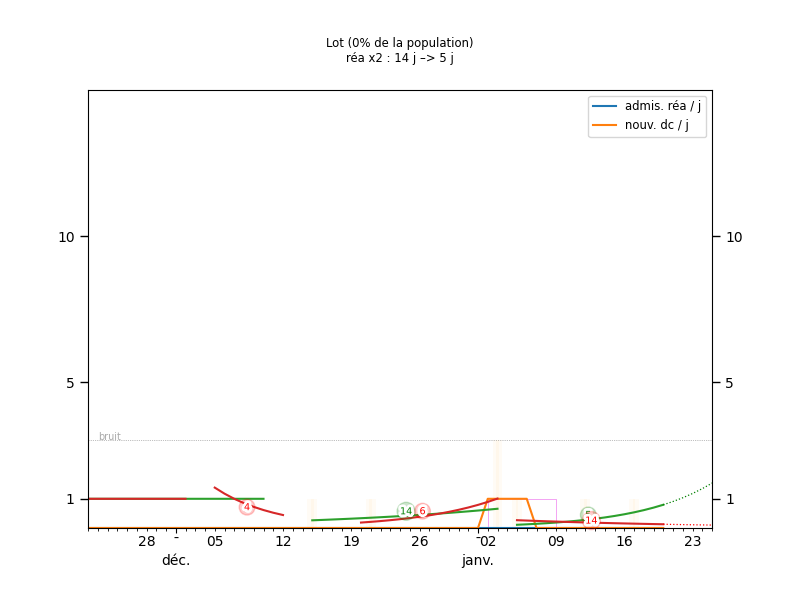 Lot (0% de la population)
réa x2 : 14 j –> 5 j
admis. réa / j
nouv. dc / j
10
10
5
5
bruit
1
1
4
14
6
14
28
05
12
19
26
02
09
16
23
déc.
janv.